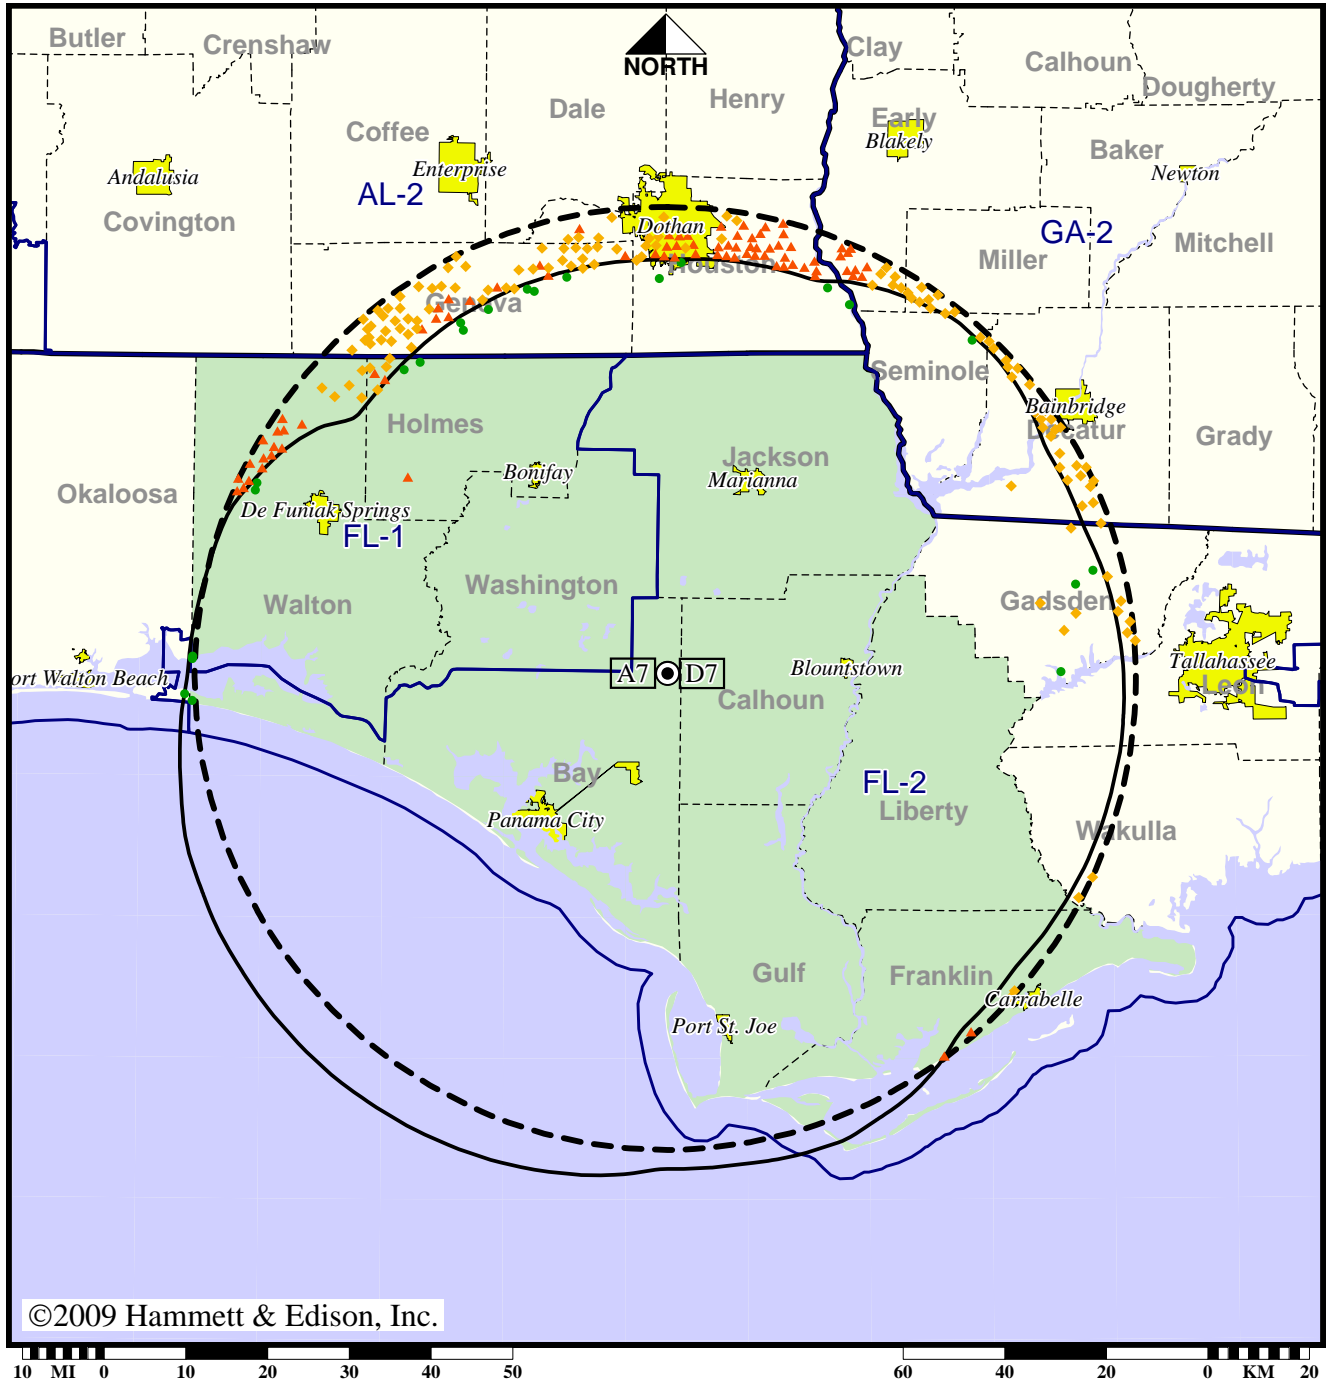 Butler
Crenshaw
NORTH
Clay
Calhoun
Dougherty
Dale
Henry
Coffee
Early
Blakely
Baker
Enterprise
Newton
Andalusia
AL-2
Covington
Dothan
GA-2
Mitchell
Miller
Houston
Geneva
Seminole
Bainbridge
Holmes
Decatur
Grady
Jackson
Bonifay
Marianna
Okaloosa
De Funiak Springs
FL-1
Washington
Walton
Gadsden
Tallahassee
ort Walton Beach
A7
D7
Blountstown
Leon
Calhoun
Bay
FL-2
Liberty
Panama City
Wakulla
Gulf
Franklin
Carrabelle
Port St. Joe
©2009 Hammett & Edison, Inc.
10 MI 0 10 20 30 40 50 60 40 20 0 KM 20